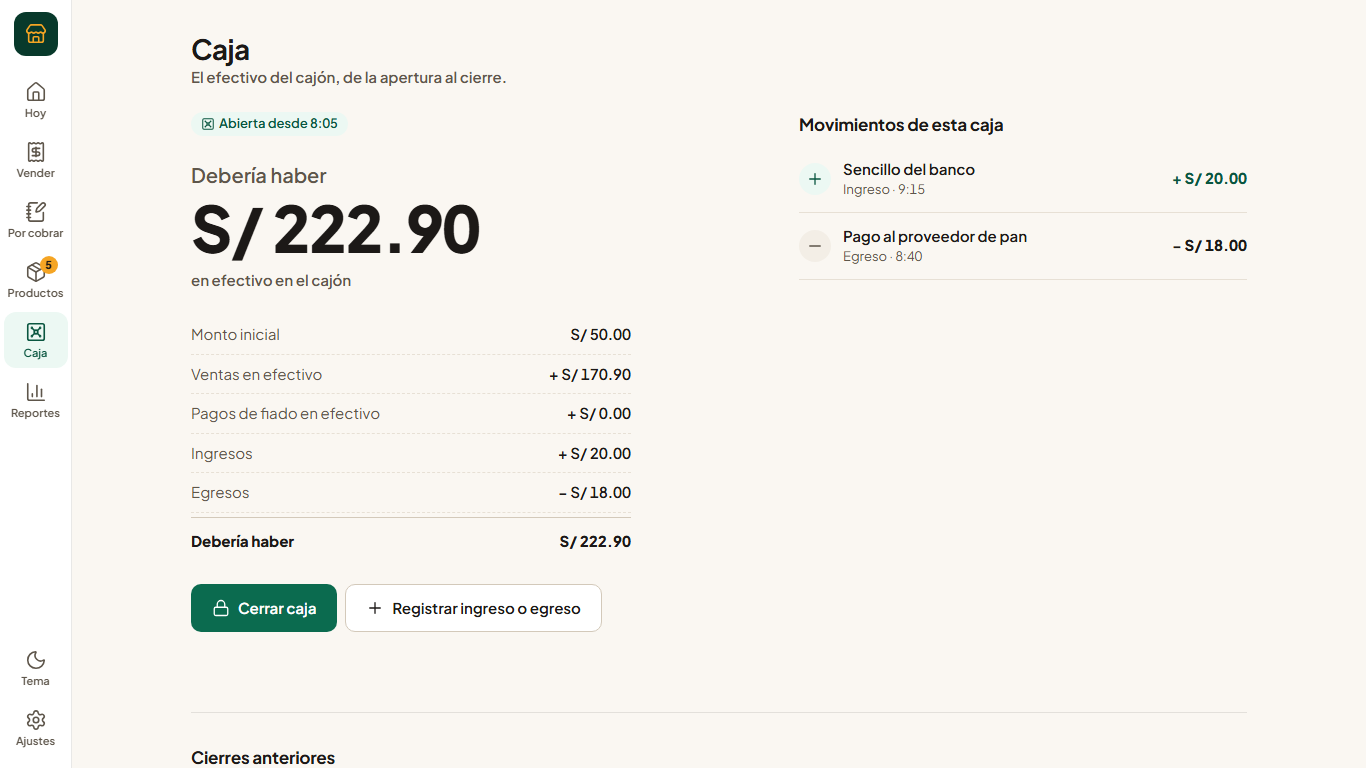 Hoy
Vender
Por cobrar
5
Productos
Caja
Reportes
Tema
Ajustes
Caja
El efectivo del cajón, de la apertura al cierre.
Abierta desde 8:05
Debería haber
S/ 222.90
en efectivo en el cajón
Monto inicial S/ 50.00
Ventas en efectivo + S/ 170.90
Pagos de fiado en efectivo + S/ 0.00
Ingresos + S/ 20.00
Egresos − S/ 18.00
Debería haber S/ 222.90
Cerrar caja
Registrar ingreso o egreso
Movimientos de esta caja
Sencillo del banco + S/ 20.00
Ingreso · 9:15
Pago al proveedor de pan − S/ 18.00
Egreso · 8:40
Cierres anteriores